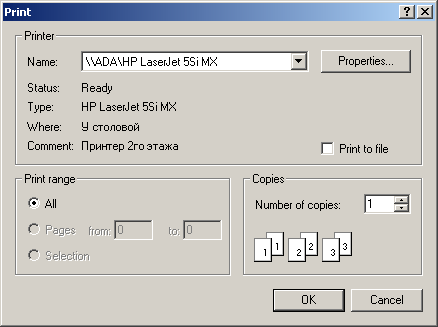 Print
Printer
Name: \\ADA\HP LaserJet 5Si MX Properties...
Status: Ready
Type: HP LaserJet 5Si MX
Where: У столовой
Comment: Принтер 2го этажа Print to file
Print range
All
Pages from: 0 to: 0
Selection
Copies
Number of copies: 1
1 1 2 2 3 3
OK Cancel